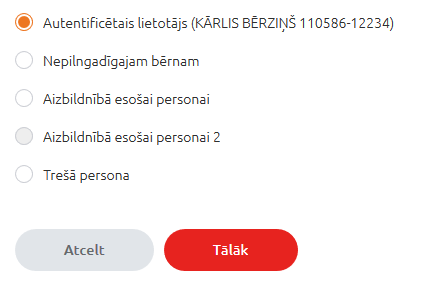 Autentificētais lietotājs (KĀRLIS BĒRZIŅŠ 110586-12234)
Nepilngadīgajam bērnam
Aizbildnībā esošai personai
Aizbildnībā esošai personai 2
Trešā persona
Atcelt
Tālāk